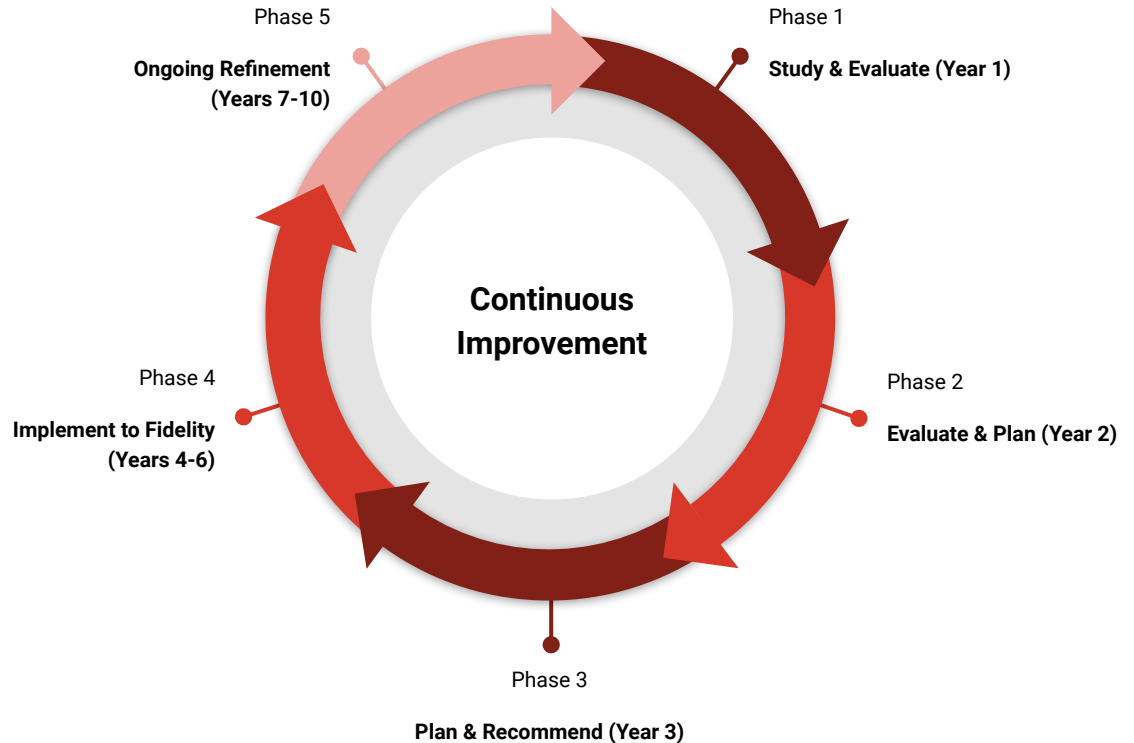 Phase 1
Study & Evaluate (Year 1)
Phase 2
Evaluate & Plan (Year 2)
Phase 3
Plan & Recommend (Year 3)
Phase 4
Implement to Fidelity
(Years 4-6)
Phase 5
Ongoing Refinement
(Years 7-10)
Continuous
Improvement